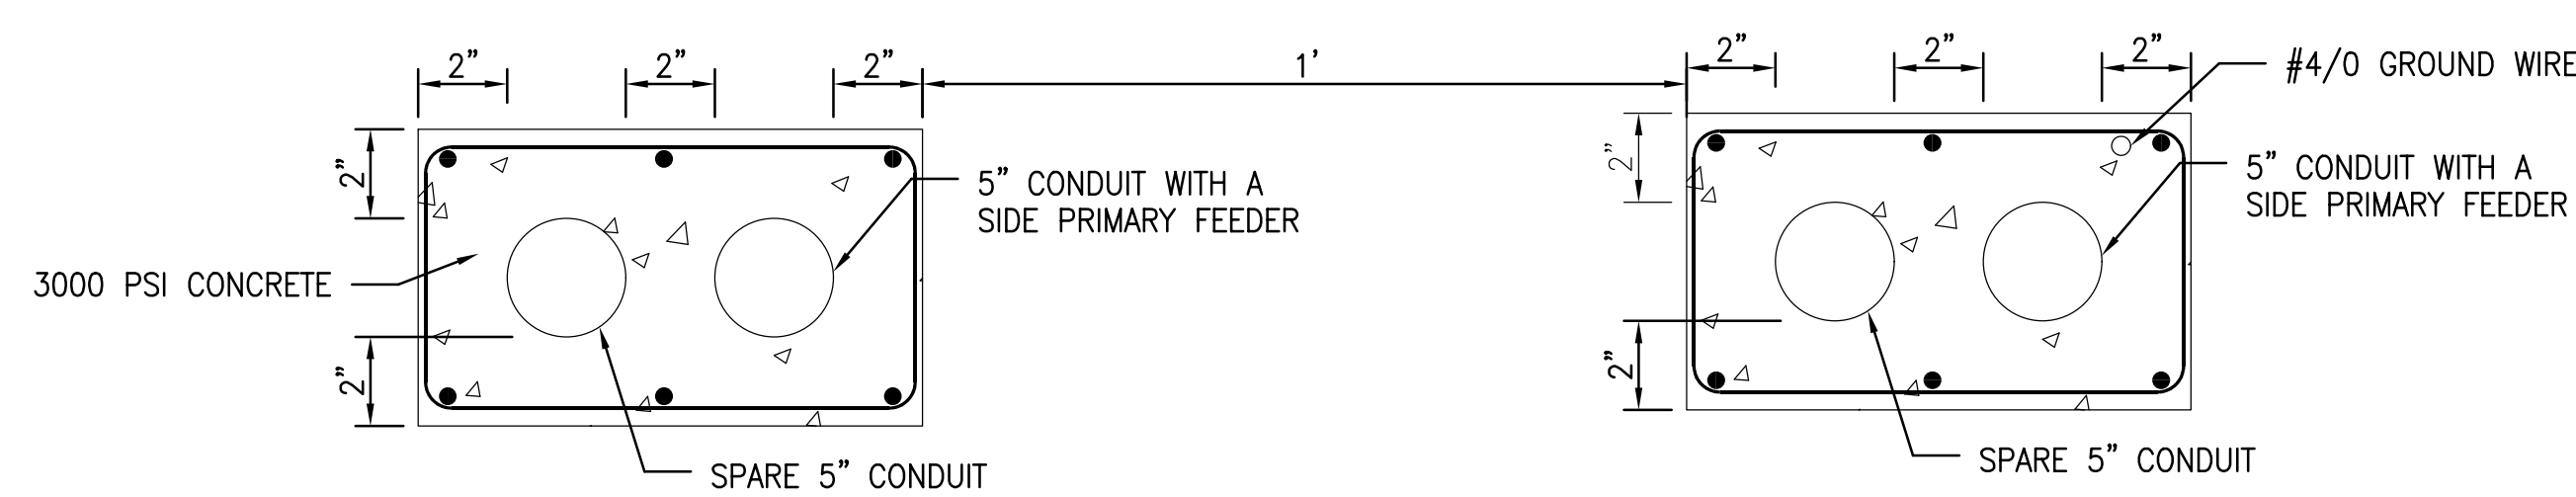 2" 2" 2" 1' 2" 2" 2"
#4/0 GROUND WIRE
2"
2"
5" CONDUIT WITH A
SIDE PRIMARY FEEDER
5" CONDUIT WITH A
SIDE PRIMARY FEEDER
3000 PSI CONCRETE
2"
2"
SPARE 5" CONDUIT
SPARE 5" CONDUIT